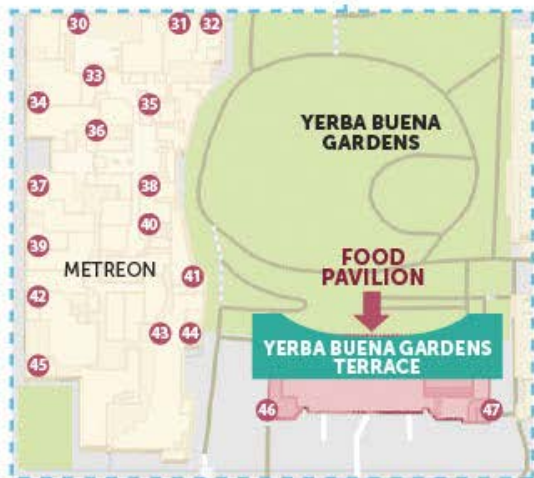 30
31
32
33
34
35
36
YERBA BUENA
GARDENS
37
38
40
39
METREON
FOOD
PAVILION
41
42
43
44
YERBA BUENA GARDENS
TERRACE
45
46
47